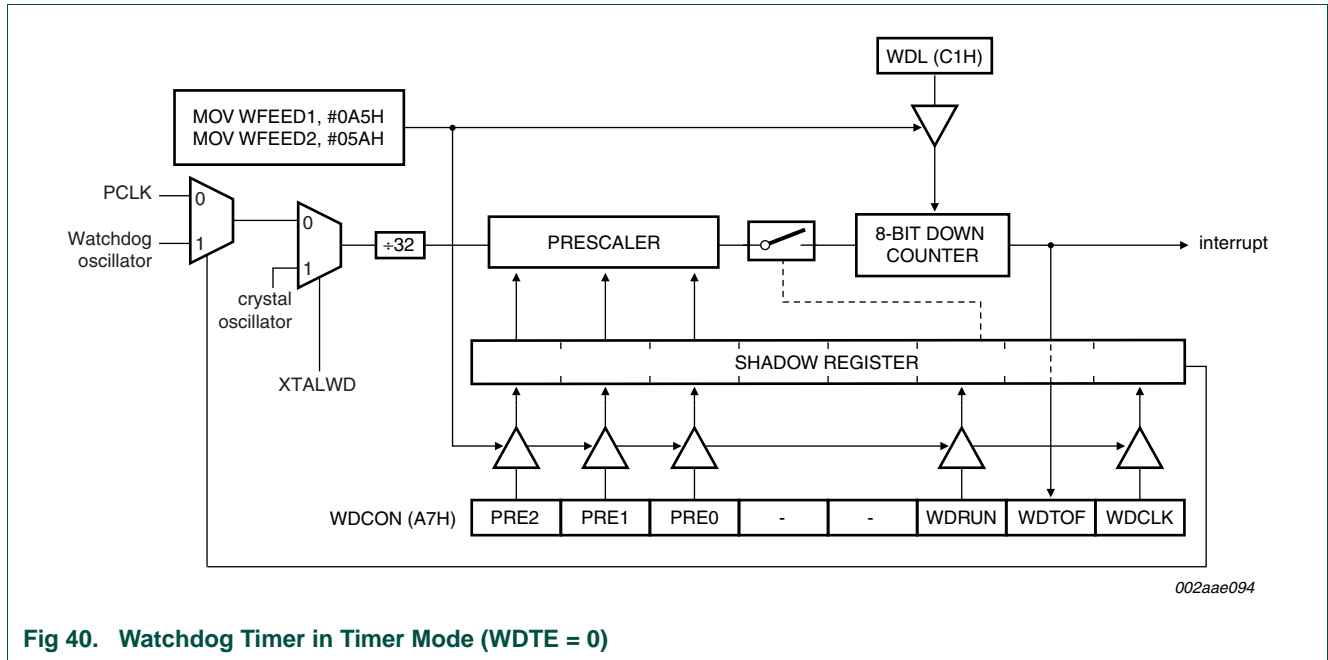 WDL (C1H)
MOV WFEED1, #0A5H
MOV WFEED2, #05AH
PCLK
0
Watchdog
oscillator
1
0
1
crystal
oscillator
XTALWD
÷32
PRESCALER
8-BIT DOWN
COUNTER
interrupt
SHADOW REGISTER
WDCON (A7H)
PRE2
PRE1
PRE0
-
-
WDRUN
WDTOF
WDCLK
002aae094
Fig 40. Watchdog Timer in Timer Mode (WDTE = 0)